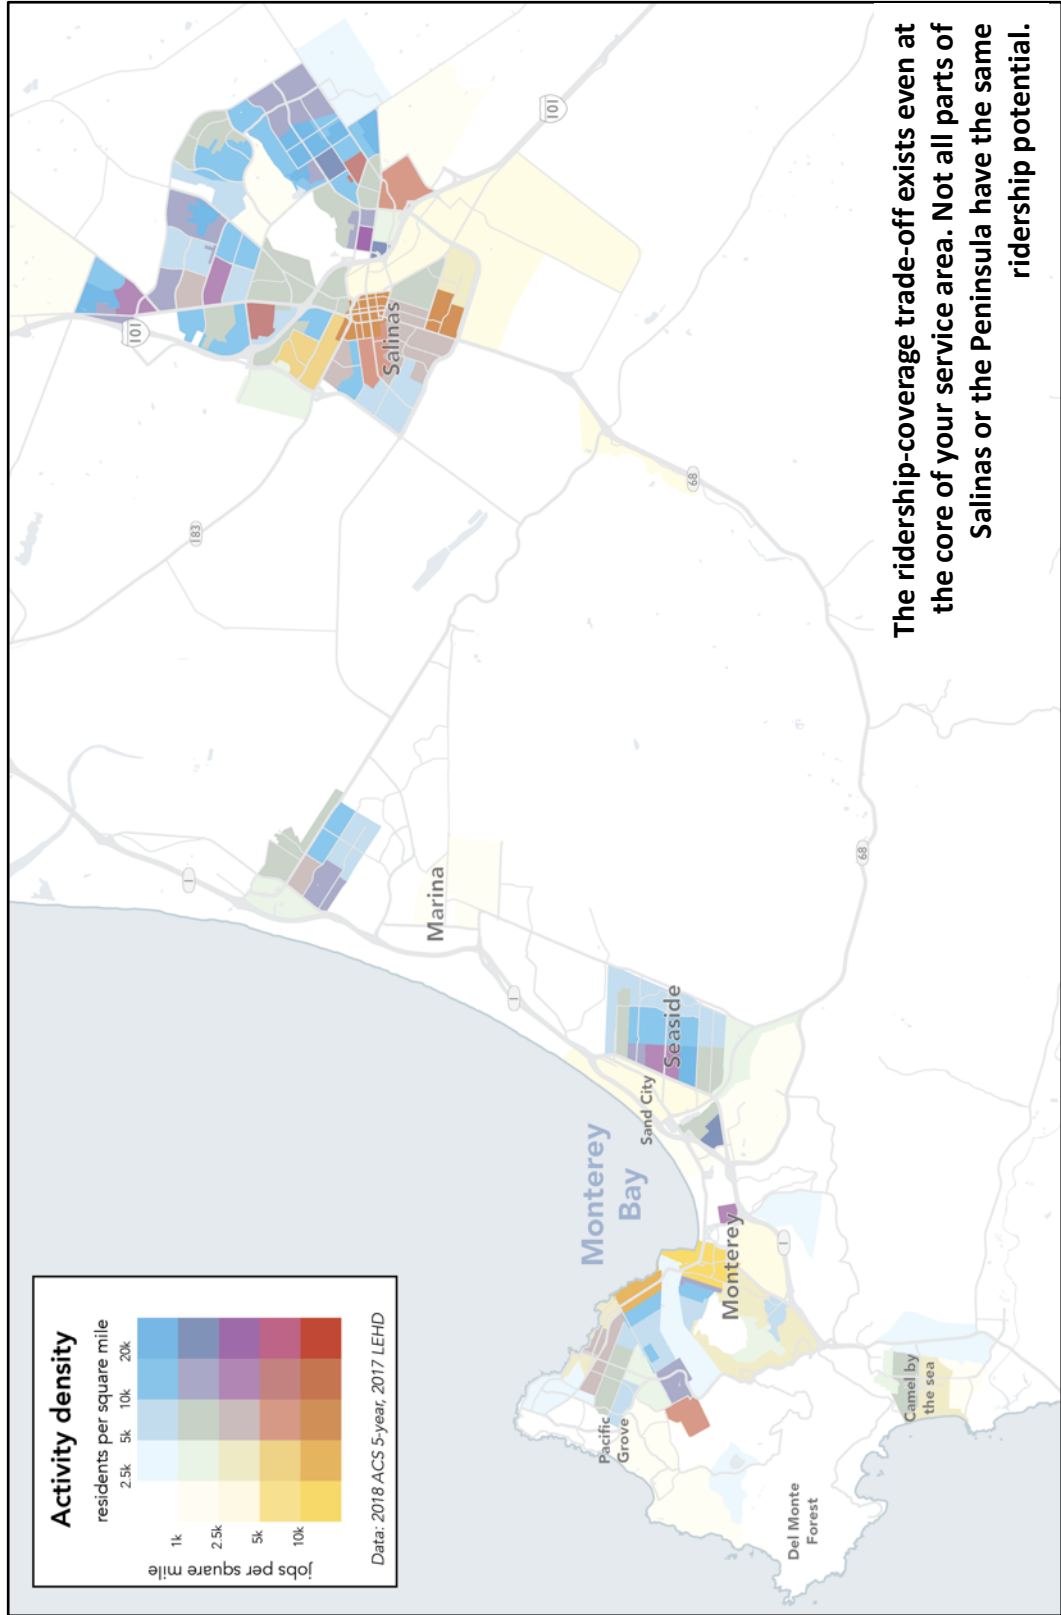 Activity density
residents per square mile
2.5k
5k
10k
20k
1k
2.5k
5k
10k
jobs per square mile
Data: 2018 ACS 5-year, 2017 LEHD
Monterey
Bay
Pacific
Grove
Del Monte
Forest
Camel by
the sea
Monterey
Sand City
Seaside
Marina
Salinas
1
1
1
68
68
183
101
101
The ridership-coverage trade-off exists even at
the core of your service area. Not all parts of
Salinas or the Peninsula have the same
ridership potential.